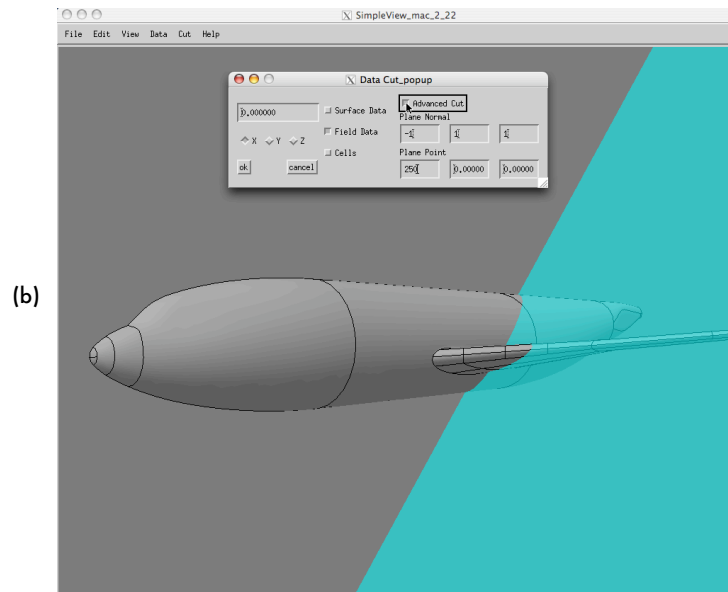 SimpleView_mac_2_22
File Edit View Data Cut Help
Data Cut_popup
0.000000
Surface Data
Advanced Cut
Plane Normal
X Y Z
Field Data
-1 1 1
Cells
Plane Point
ok cancel
250 0.00000 0.00000
(b)